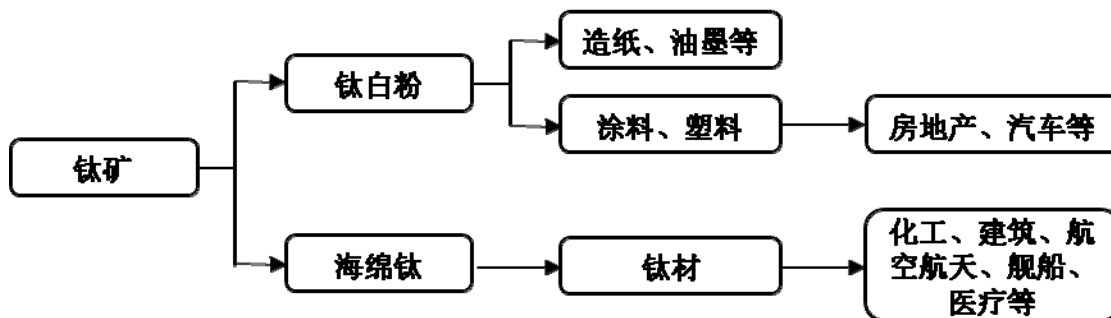 造纸、油墨等
钛白粉
涂料、塑料
房地产、汽车等
钛矿
海绵钛
钛材
化工、建筑、航
空航天、舰船、
医疗等